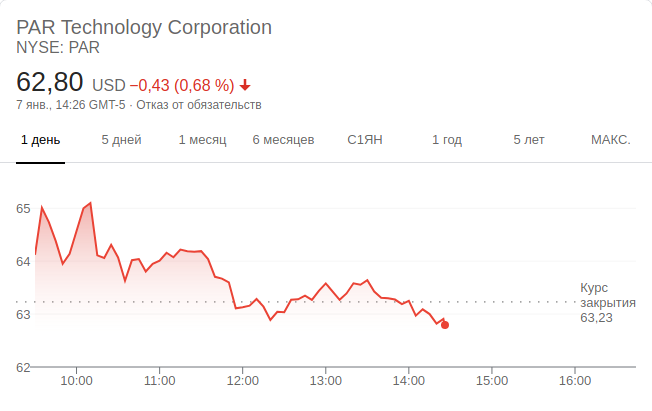 PAR Technology Corporation
NYSE: PAR
62,80 USD −0,43 (0,68 %)
7 янв., 14:26 GMT-5 · Отказ от обязательств
1 день 5 дней 1 месяц 6 месяцев С1ЯН 1 год 5 лет МАКС.
65
64
Курс
закрытия
63,23
63
62
10:00 11:00 12:00 13:00 14:00 15:00 16:00